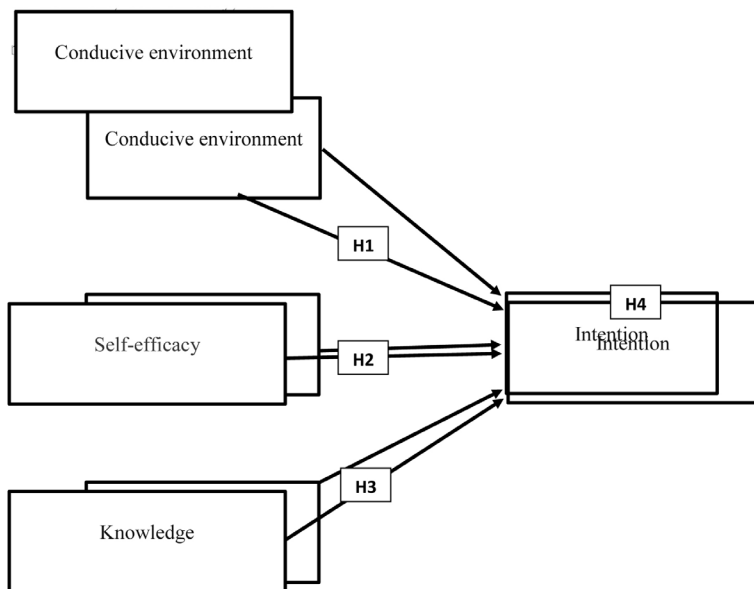 Conducive environment
Conducive environment
H1
H4
Intention
Intention
Self-efficacy
H2
H3
Knowledge